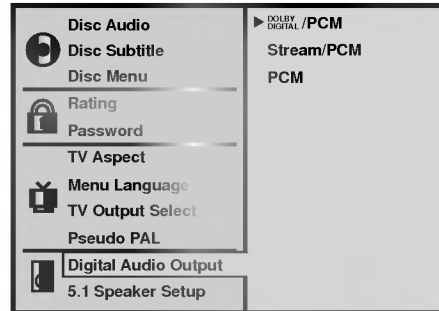 Disc Audio
Disc Subtitle
Disc Menu
Rating
Password
TV Aspect
Menu Language
TV Output Select
Pseudo PAL
Digital Audio Output
5.1 Speaker Setup
DOLBY DIGITAL /PCM
Stream/PCM
PCM